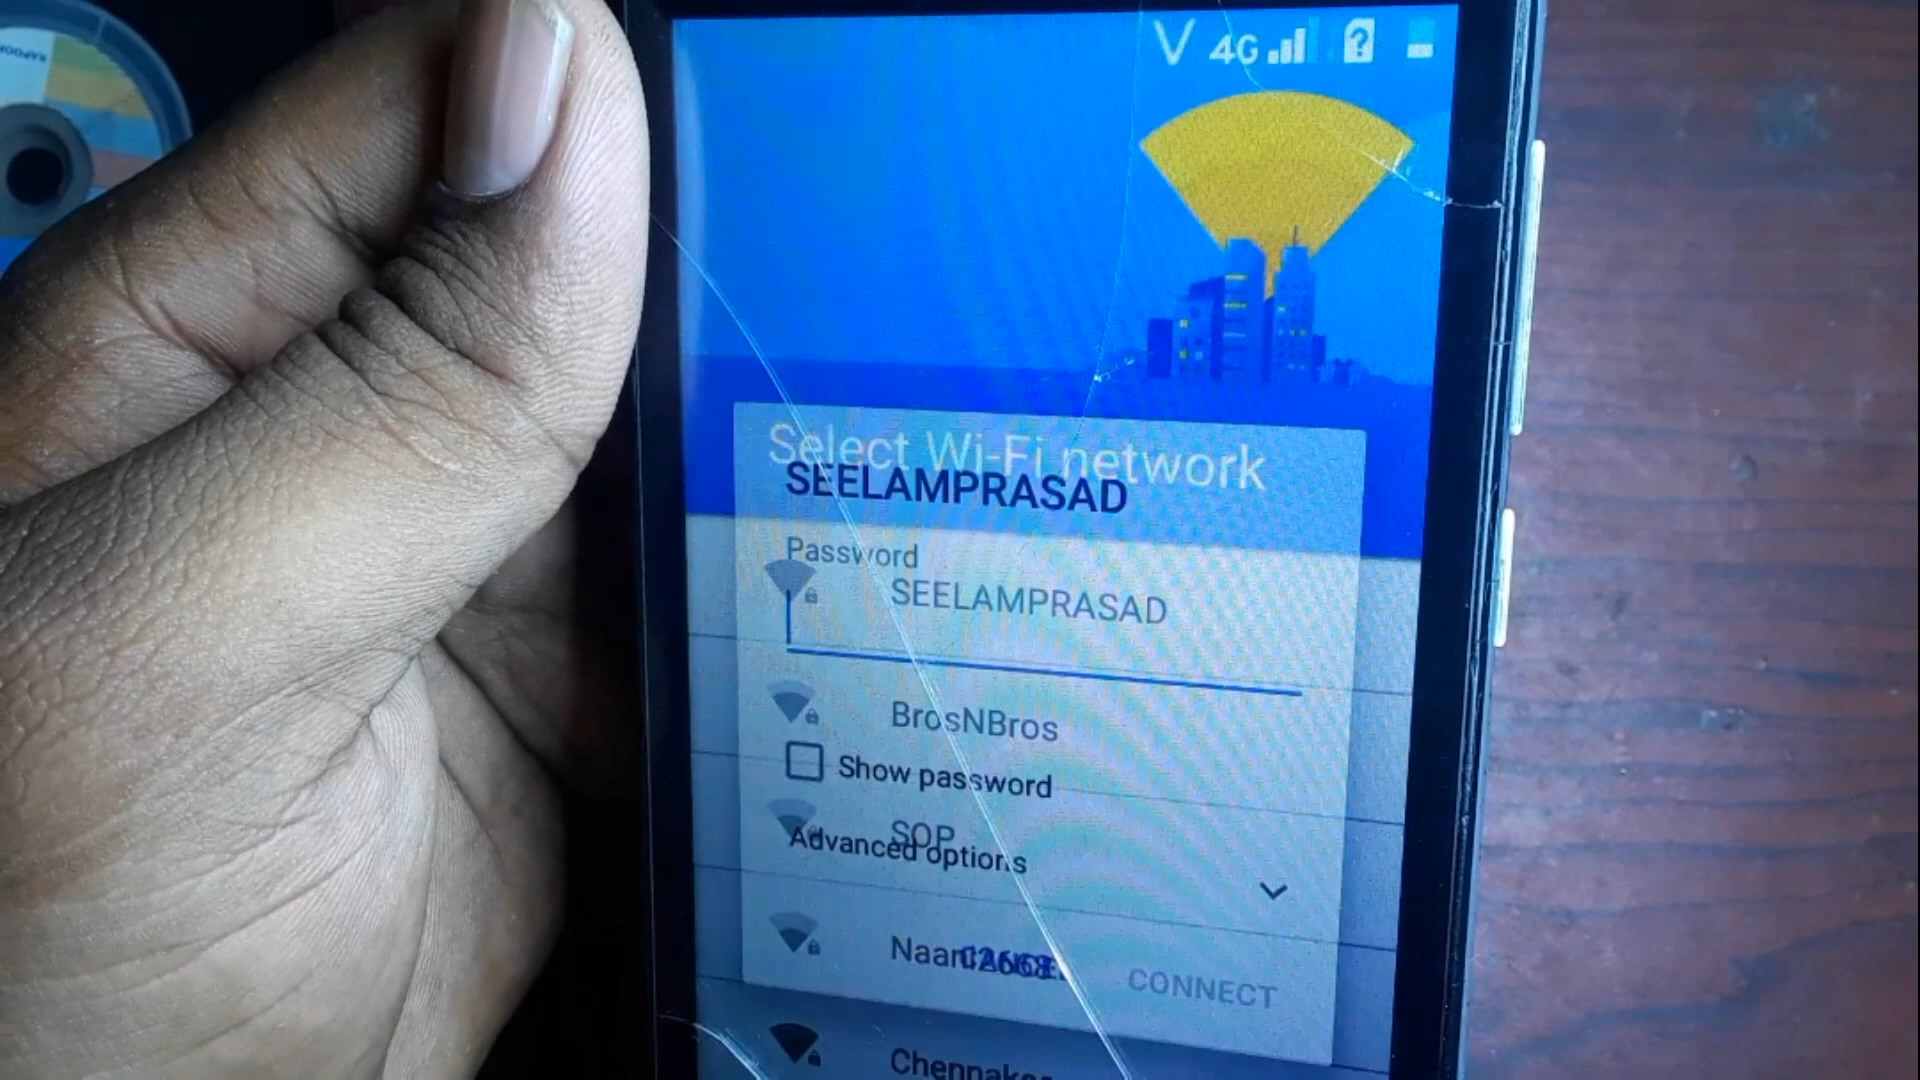 4G
Select Wi-Fi network
SEELAMPRASAD
Password
SEELAMPRASAD
BrosNBros
Show password
SOP
Advanced options
CONNECT